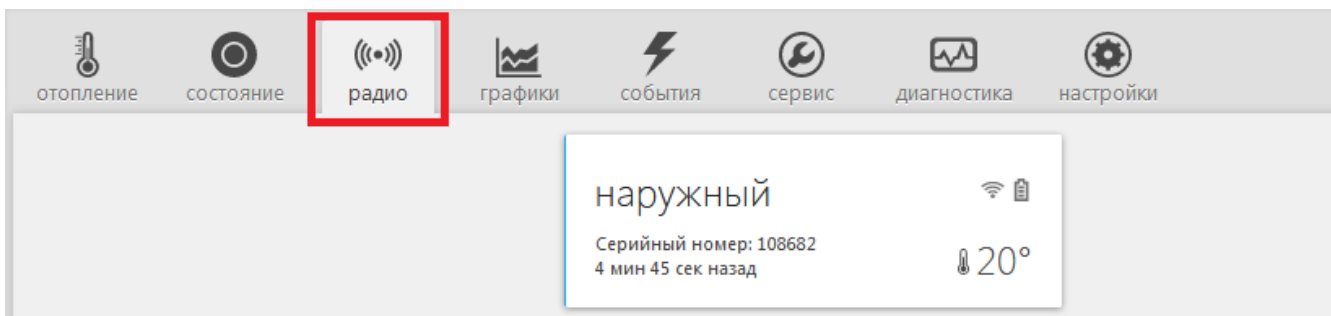 отопление состояние радио графики события сервис диагностика настройки
наружный
Серийный номер: 108682
4 мин 45 сек назад
20°